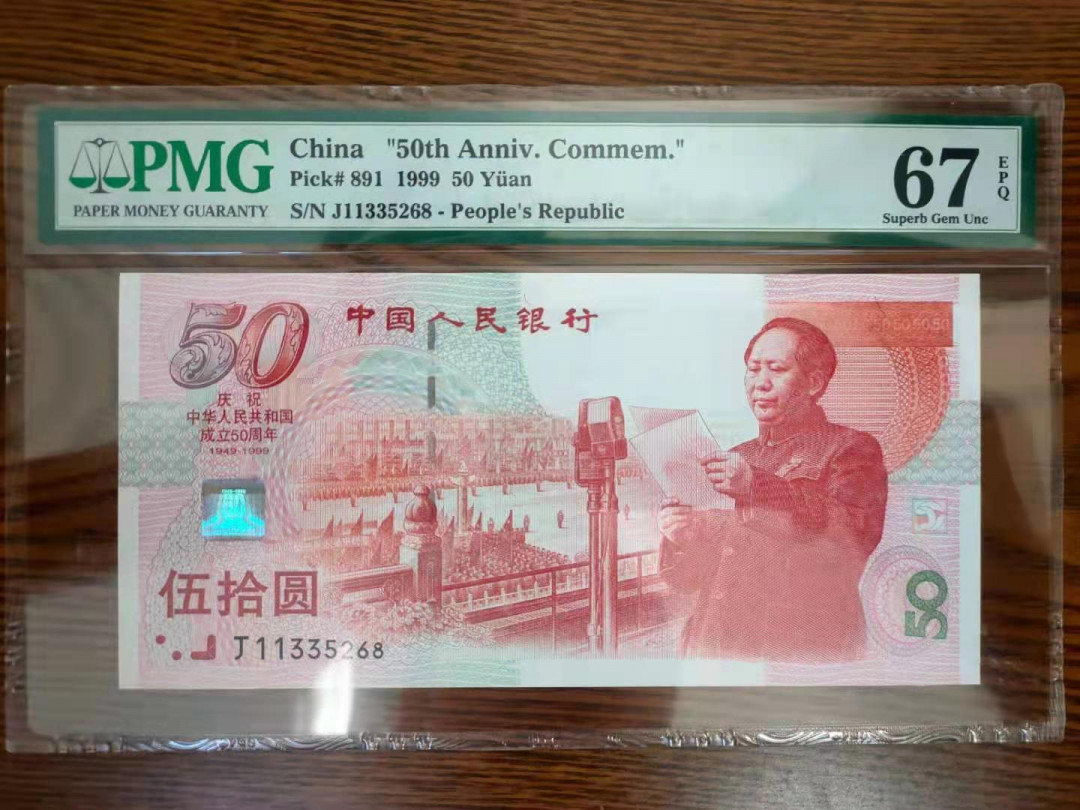 PMG
PAPER MONEY GUARANTY
China "50th Anniv. Commem."
Pick# 891 1999 50 Yüan
S/N J11335268 - People's Republic
67
EPQ
Superb Gem Unc
50
中国人民银行
庆祝
中华人民共和国
成立50周年
1949-1999
伍拾圆
J11335268
50